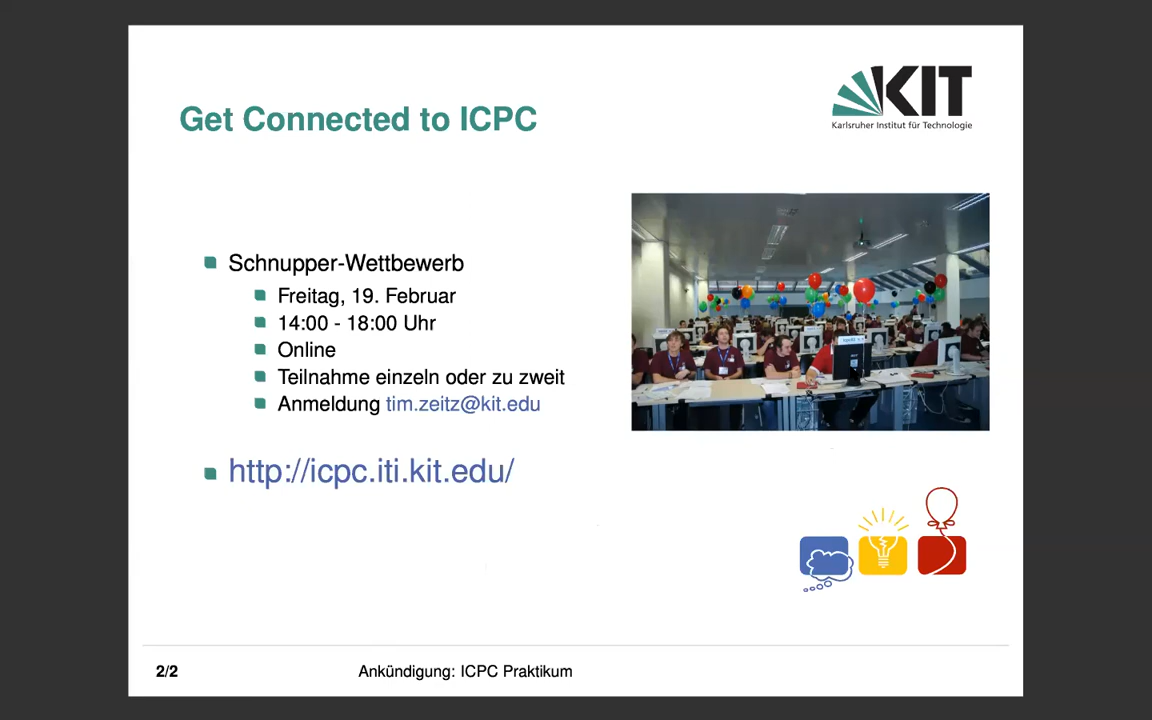 Get Connected to ICPC
KIT
Karlsruher Institut für Technologie
Schnupper-Wettbewerb
Freitag, 19. Februar
14:00 - 18:00 Uhr
Online
Teilnahme einzeln oder zu zweit
Anmeldung tim.zeitz@kit.edu
http://icpc.iti.kit.edu/
2/2
Ankündigung: ICPC Praktikum